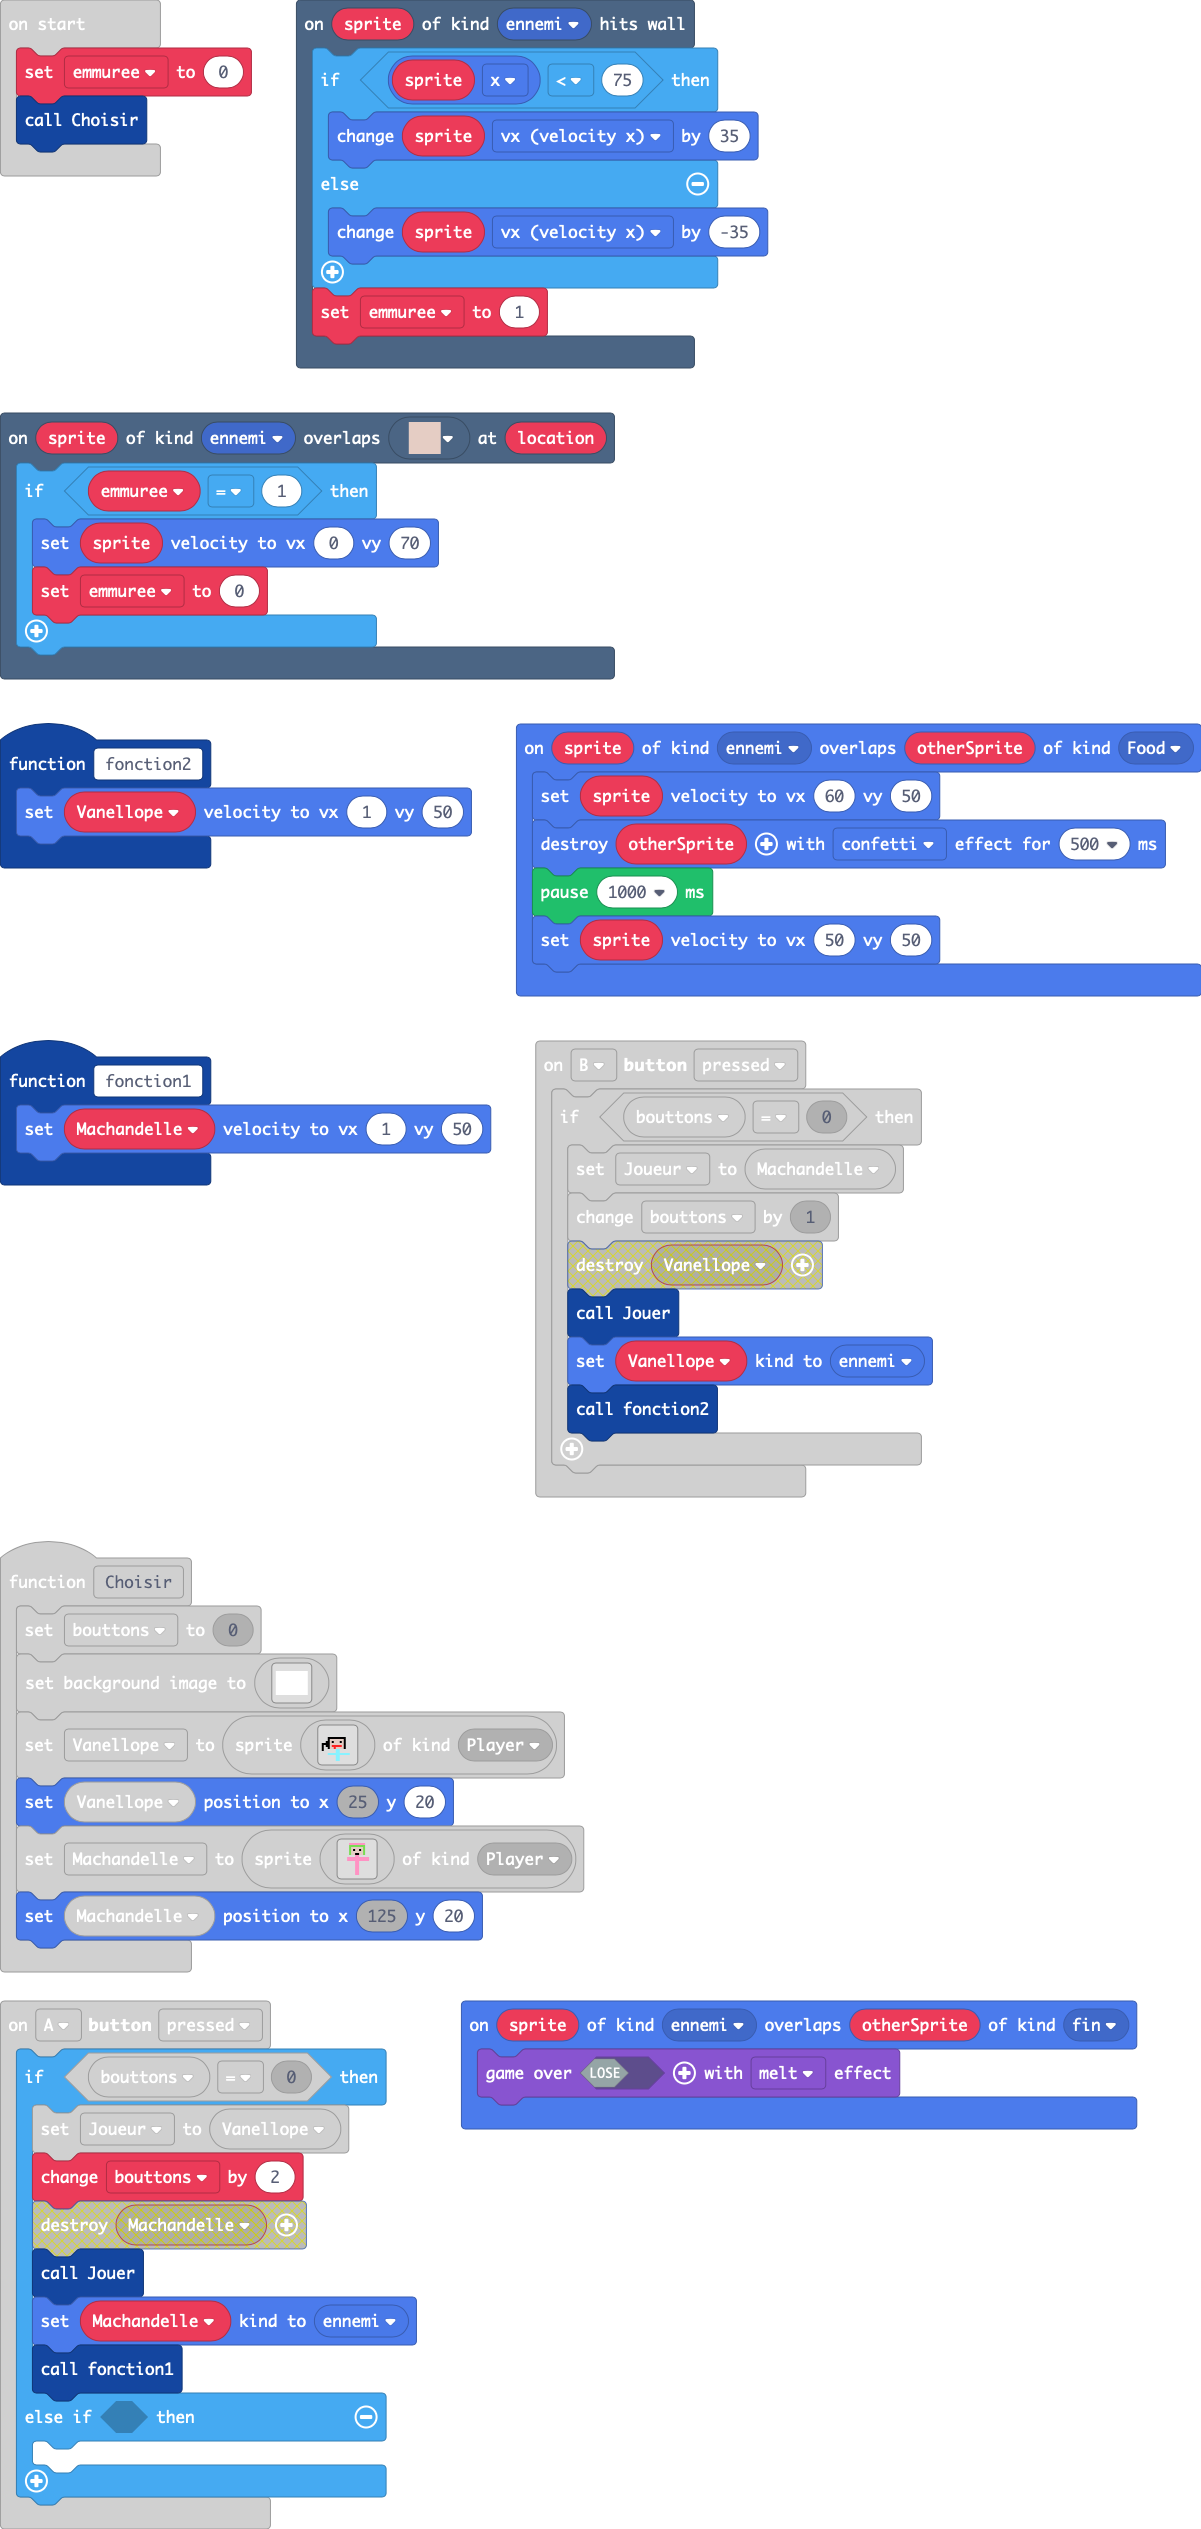 on start
set emmuree to 0
call Choisir
on sprite of kind ennemi hits wall
if sprite x < 75 then
change sprite vx (velocity x) by 35
else
change sprite vx (velocity x) by -35
set emmuree to 1
on sprite of kind ennemi overlaps at location
if emmuree = 1 then
set sprite velocity to vx 0 vy 70
set emmuree to 0
function fonction2
set Vanellope velocity to vx 1 vy 50
on sprite of kind ennemi overlaps otherSprite of kind Food
set sprite velocity to vx 60 vy 50
destroy otherSprite with confetti effect for 500 ms
pause 1000 ms
set sprite velocity to vx 50 vy 50
function fonction1
set Machandelle velocity to vx 1 vy 50
on B button pressed
if bouttons = 0 then
set Joueur to Machandelle
change bouttons by 1
destroy Vanellope
call Jouer
set Vanellope kind to ennemi
call fonction2
function Choisir
set bouttons to 0
set background image to
set Vanellope to sprite of kind Player
set Vanellope position to x 25 y 20
set Machandelle to sprite of kind Player
set Machandelle position to x 125 y 20
on A button pressed
if bouttons = 0 then
set Joueur to Vanellope
change bouttons by 2
destroy Machandelle
call Jouer
set Machandelle kind to ennemi
call fonction1
else if then
on sprite of kind ennemi overlaps otherSprite of kind fin
game over LOSE with melt effect